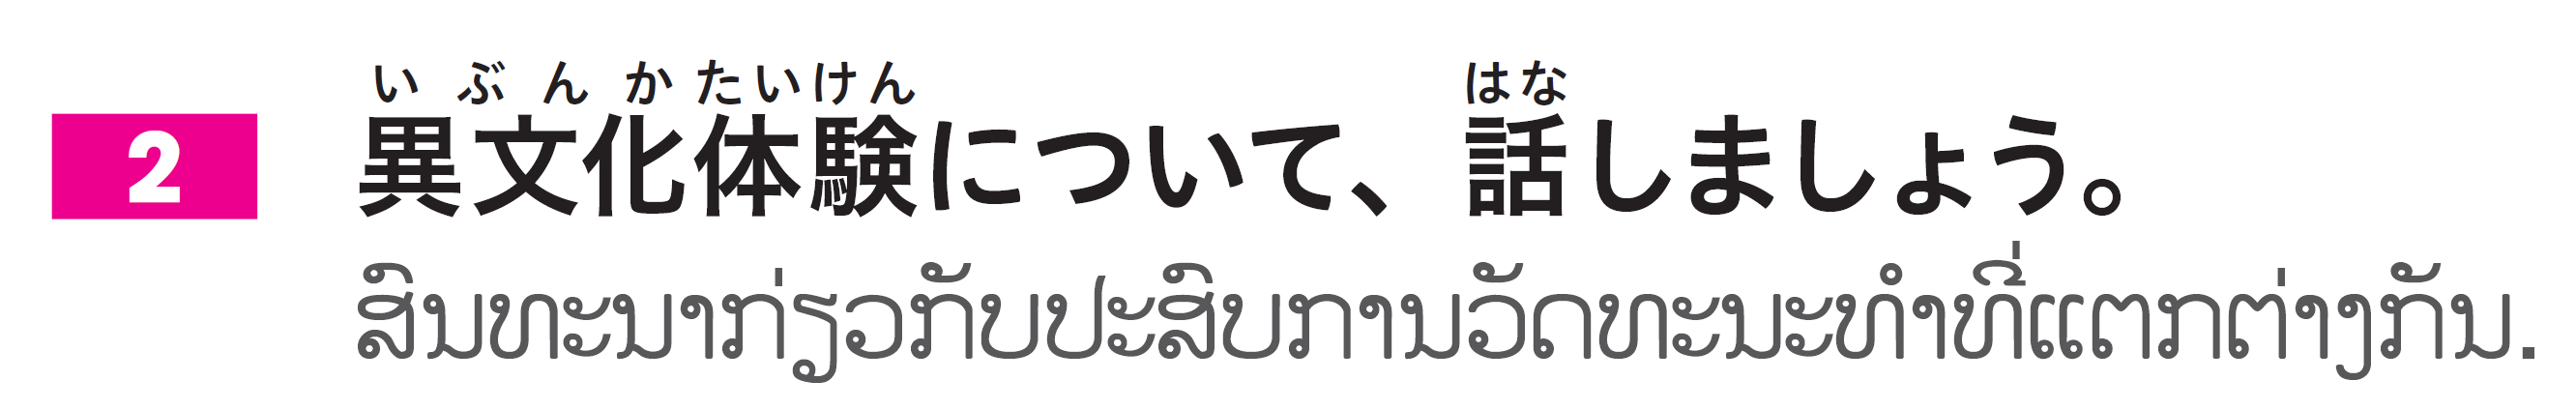 いぶんかたいけん はな
2 異文化体験について、話しましょう。
ສົນທະນາກ່ຽວກັບປະສົບການວັດທະນະທຳທີ່ແຕກຕ່າງກັນ.